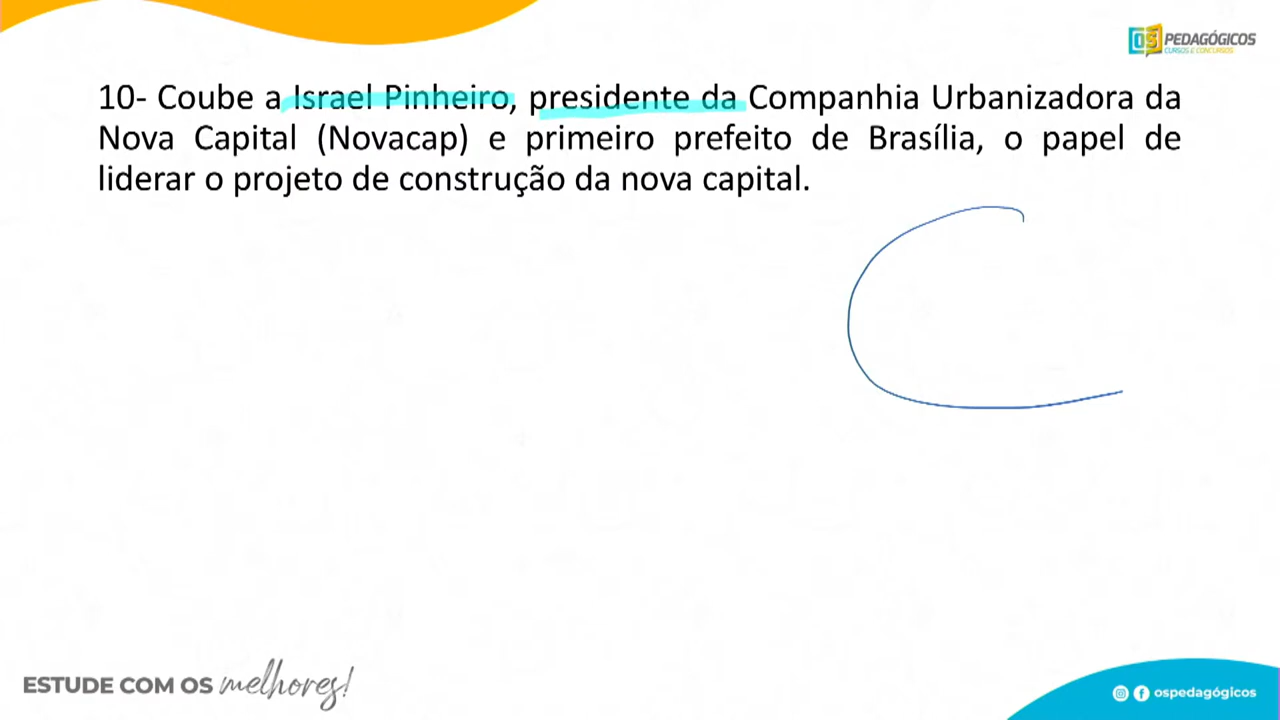 OS PEDAGÓGICOS
CURSOS E CONCURSOS
10- Coube a Israel Pinheiro, presidente da Companhia Urbanizadora da
Nova Capital (Novacap) e primeiro prefeito de Brasília, o papel de
liderar o projeto de construção da nova capital.
C
ESTUDE COM OS melhores!
ospedagógicos